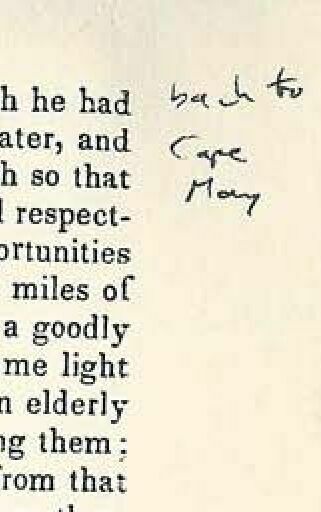 h he had
ater, and
h so that
l respect-
ortunities
miles of
a goodly
me light
n elderly
ng them;
rom that
back to
Cape
May